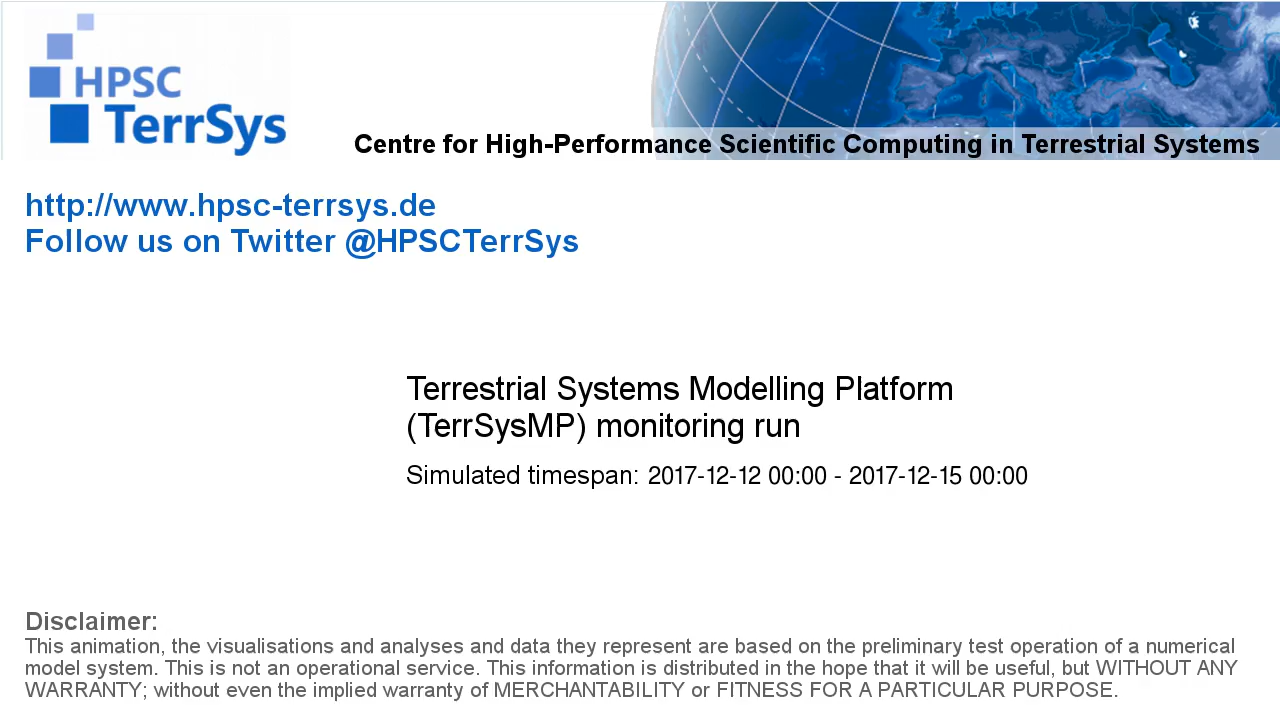 HPSC
TerrSys
Centre for High-Performance Scientific Computing in Terrestrial Systems
http://www.hpsc-terrsys.de
Follow us on Twitter @HPSCTerrSys
Terrestrial Systems Modelling Platform
(TerrSysMP) monitoring run
Simulated timespan: 2017-12-12 00:00 - 2017-12-15 00:00
Disclaimer:
This animation, the visualisations and analyses and data they represent are based on the preliminary test operation of a numerical
model system. This is not an operational service. This information is distributed in the hope that it will be useful, but WITHOUT ANY
WARRANTY; without even the implied warranty of MERCHANTABILITY or FITNESS FOR A PARTICULAR PURPOSE.